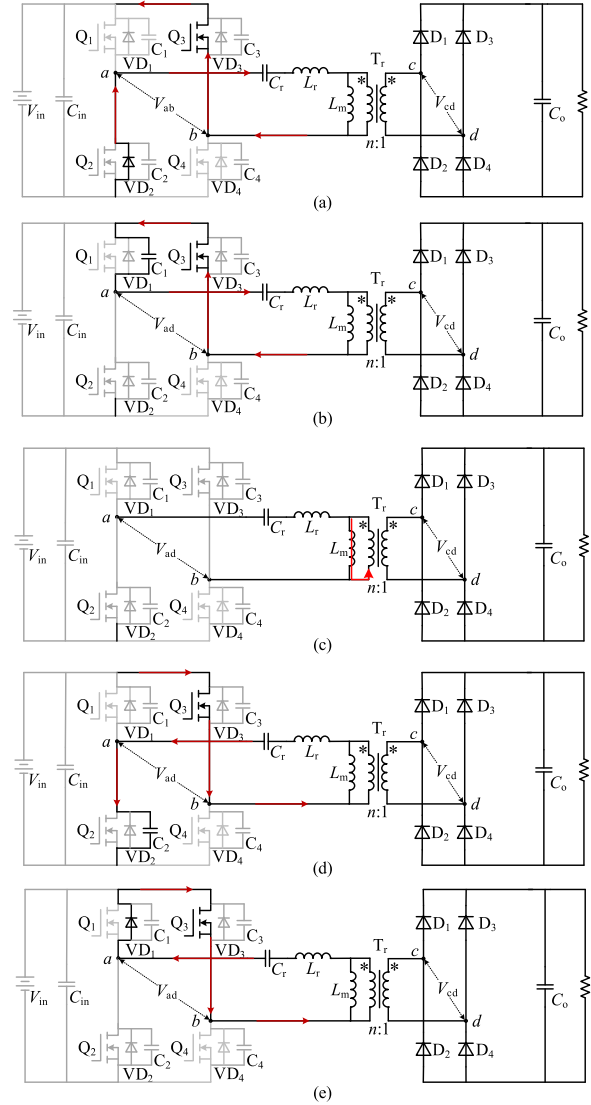 Q1 C1 Q3 C3 D1 D3
VD1 VD3
a Cr Lr Tr c
* *
Vin Cin Vab Lm Vcd Co
b n:1 d
Q2 C2 Q4 C4 D2 D4
VD2 VD4
(a)
Q1 C1 Q3 C3 D1 D3
VD1 VD3
a Cr Lr Tr c
* *
Vin Cin Vad Lm Vcd Co
b n:1 d
Q2 C2 Q4 C4 D2 D4
VD2 VD4
(b)
Q1 C1 Q3 C3 D1 D3
VD1 VD3
a Cr Lr Tr c
* *
Vin Cin Vad Lm Vcd Co
b n:1 d
Q2 C2 Q4 C4 D2 D4
VD2 VD4
(c)
Q1 C1 Q3 C3 D1 D3
VD1 VD3
a Cr Lr Tr c
* *
Vin Cin Vad Lm Vcd Co
b n:1 d
Q2 C2 Q4 C4 D2 D4
VD2 VD4
(d)
Q1 C1 Q3 C3 D1 D3
VD1 VD3
a Cr Lr Tr c
* *
Vin Cin Vad Lm Vcd Co
b n:1 d
Q2 C2 Q4 C4 D2 D4
VD2 VD4
(e)